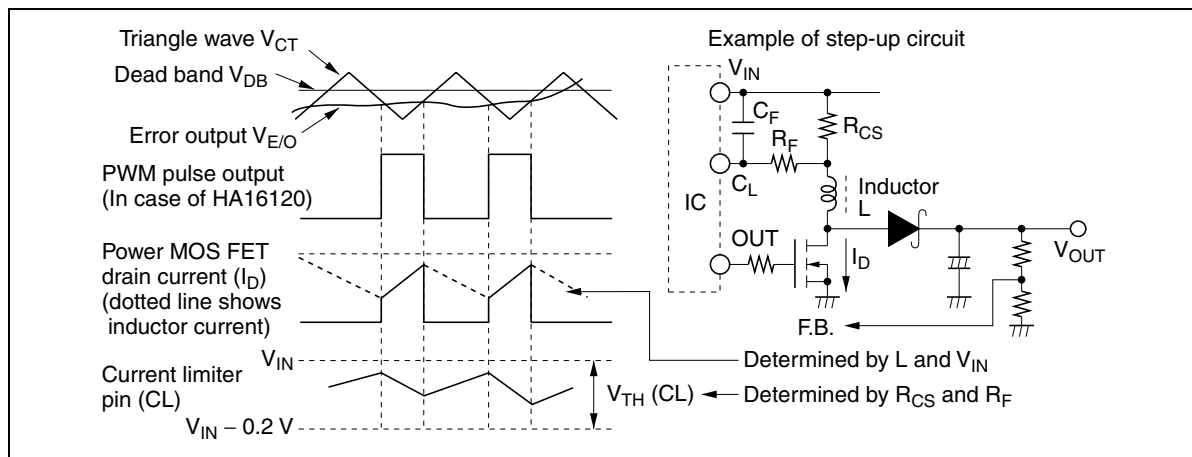 Triangle wave VCT
Dead band VDB
Error output VE/O
PWM pulse output
(In case of HA16120)
Power MOS FET
drain current (ID)
(dotted line shows
inductor current)
VIN
Current limiter
pin (CL)
VIN − 0.2 V
VTH (CL)
Determined by L and VIN
Determined by RCS and RF
Example of step-up circuit
VIN
CF
RCS
RF
CL
Inductor
L
IC
OUT
ID
VOUT
F.B.